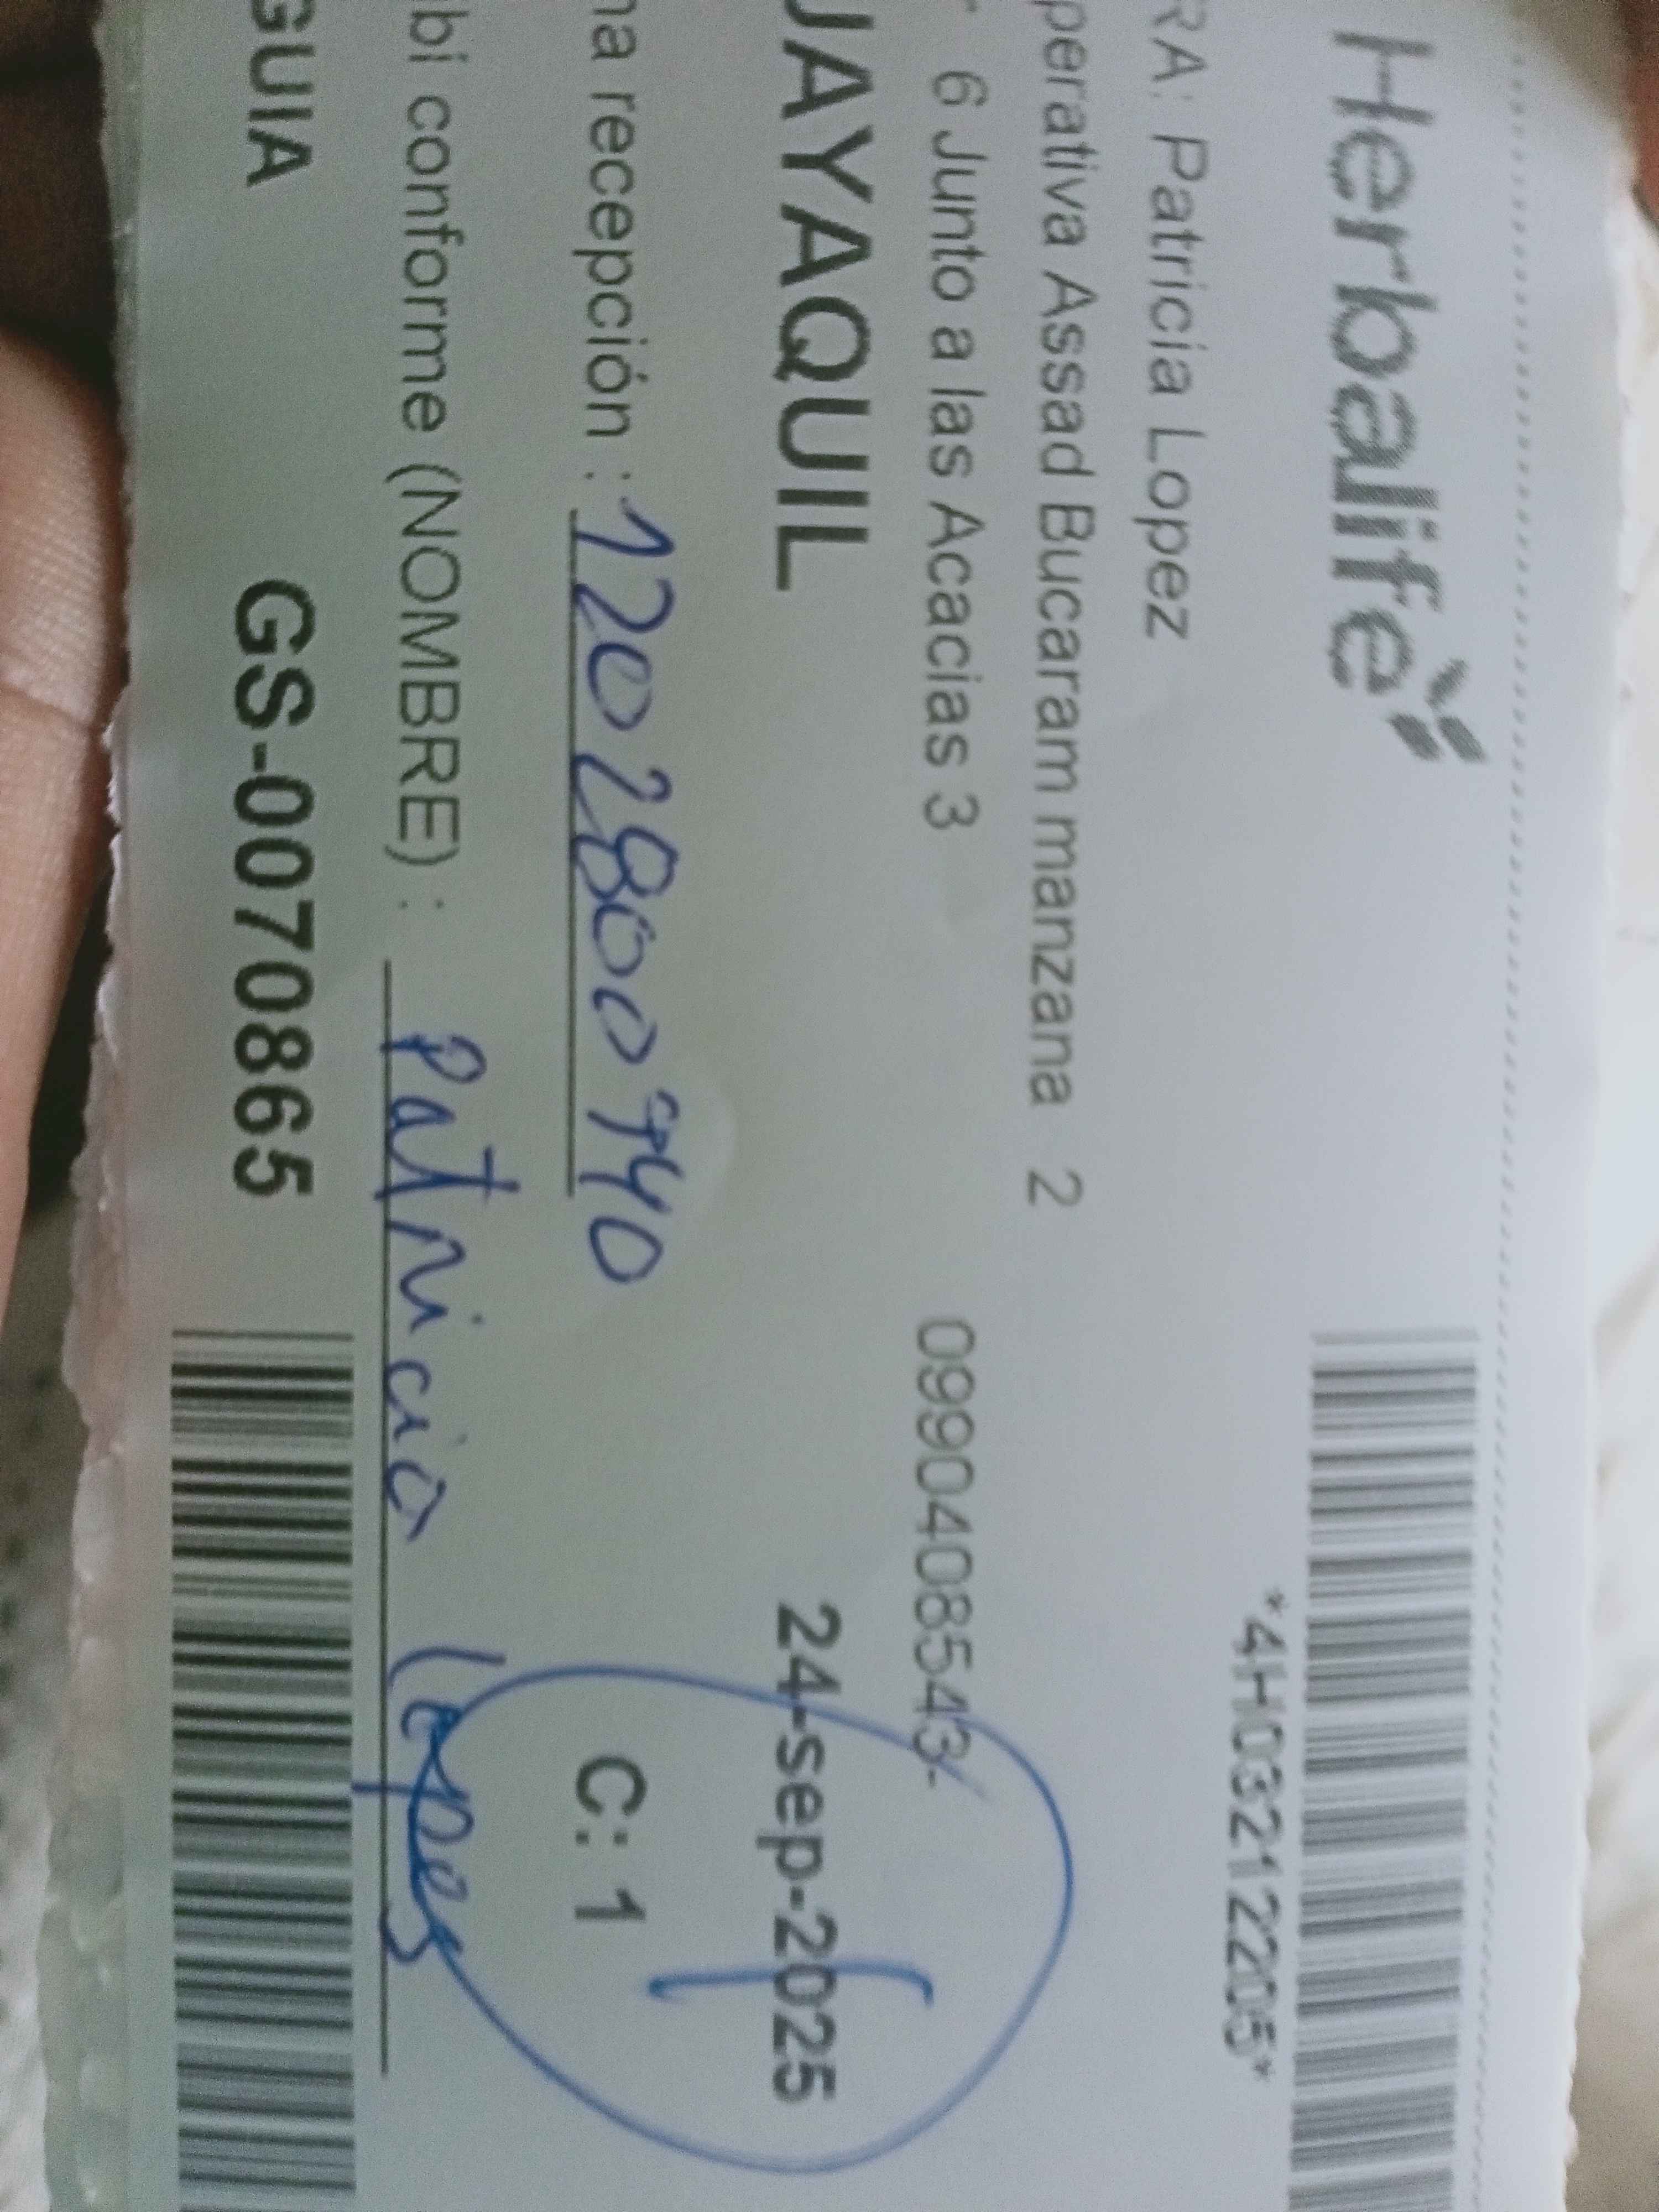 Herbalife
*4H03212205*
RA: Patricia Lopez
perativa Assad Bucaram manzana 2
- 6 Junto a las Acacias 3 0990408543-
JAYAQUIL 24-sep-2025
na recepción : 1202800940 C: 1
bi conforme (NOMBRE) : Patricia Lopez
GUIA GS-0070865